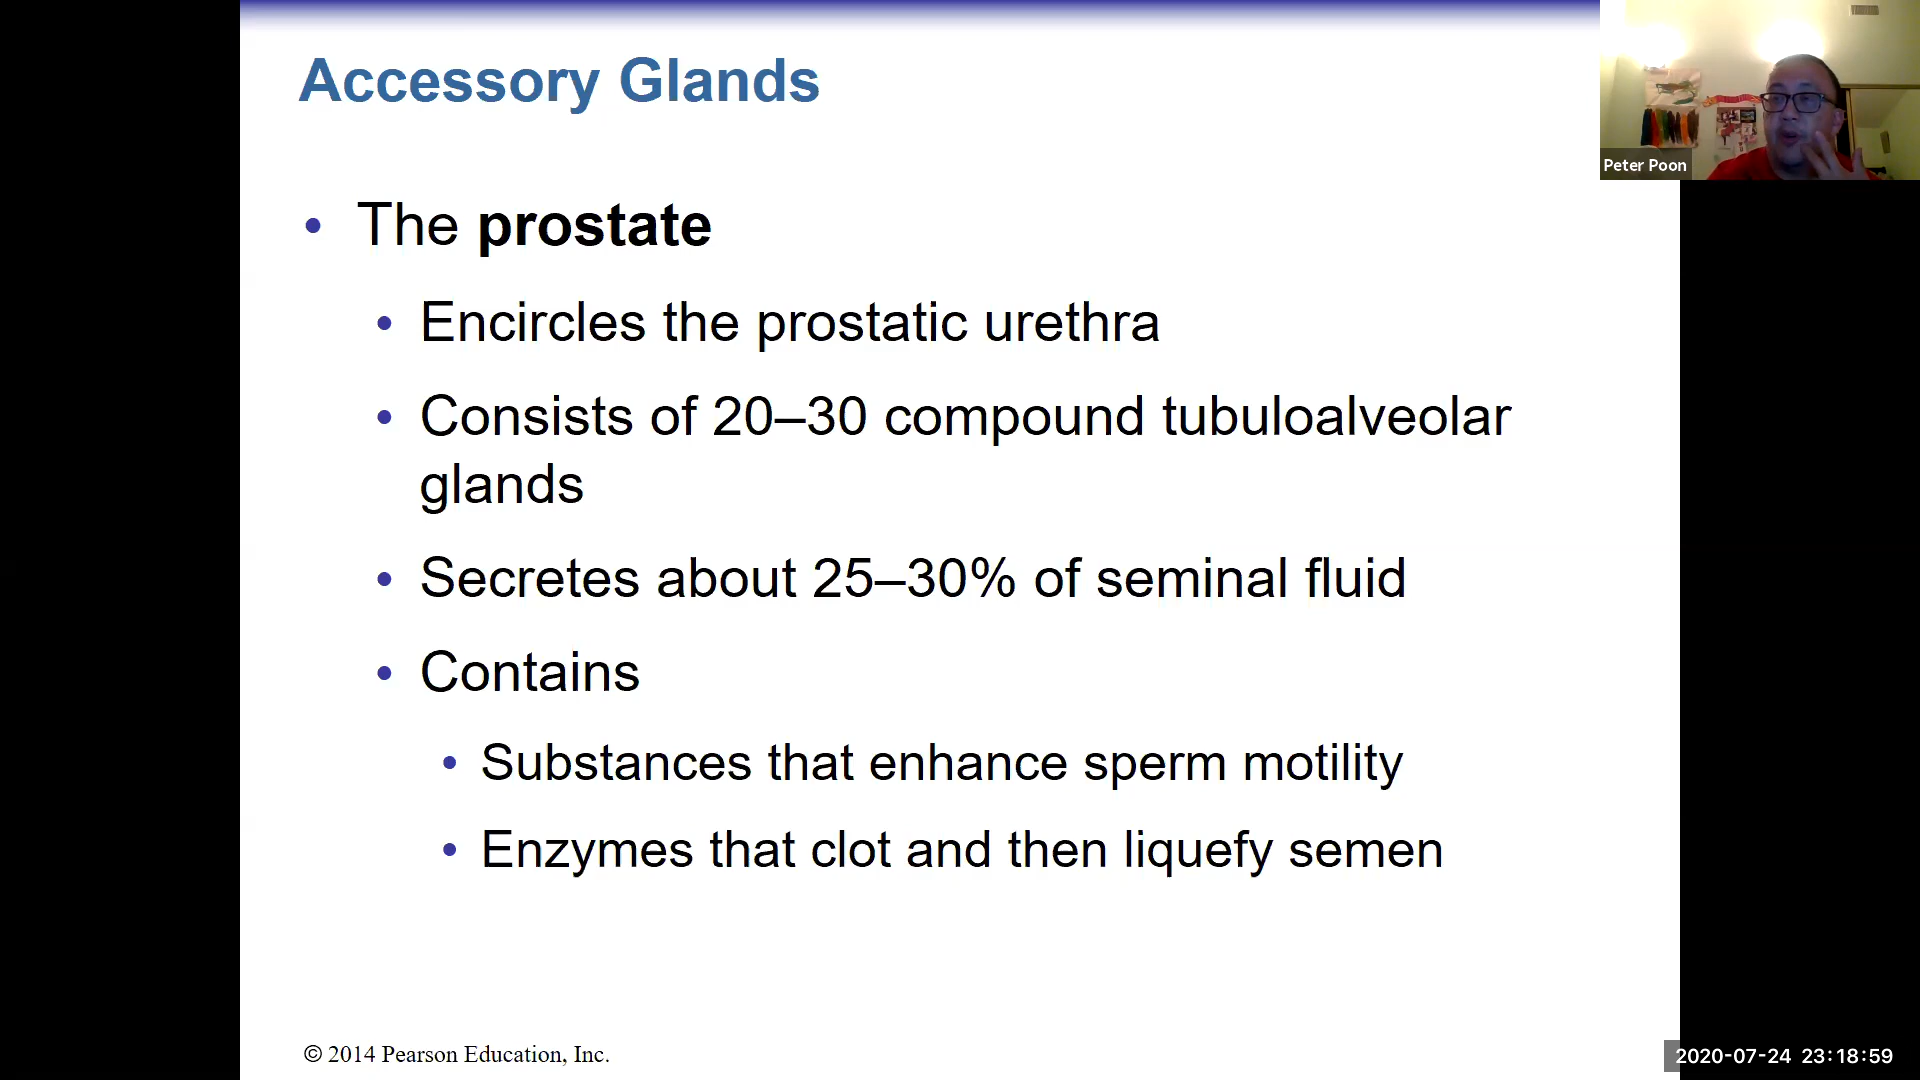 Accessory Glands
Peter Poon
• The prostate
• Encircles the prostatic urethra
• Consists of 20–30 compound tubuloalveolar
glands
• Secretes about 25–30% of seminal fluid
• Contains
• Substances that enhance sperm motility
• Enzymes that clot and then liquefy semen
© 2014 Pearson Education, Inc.
2020-07-24 23:18:59